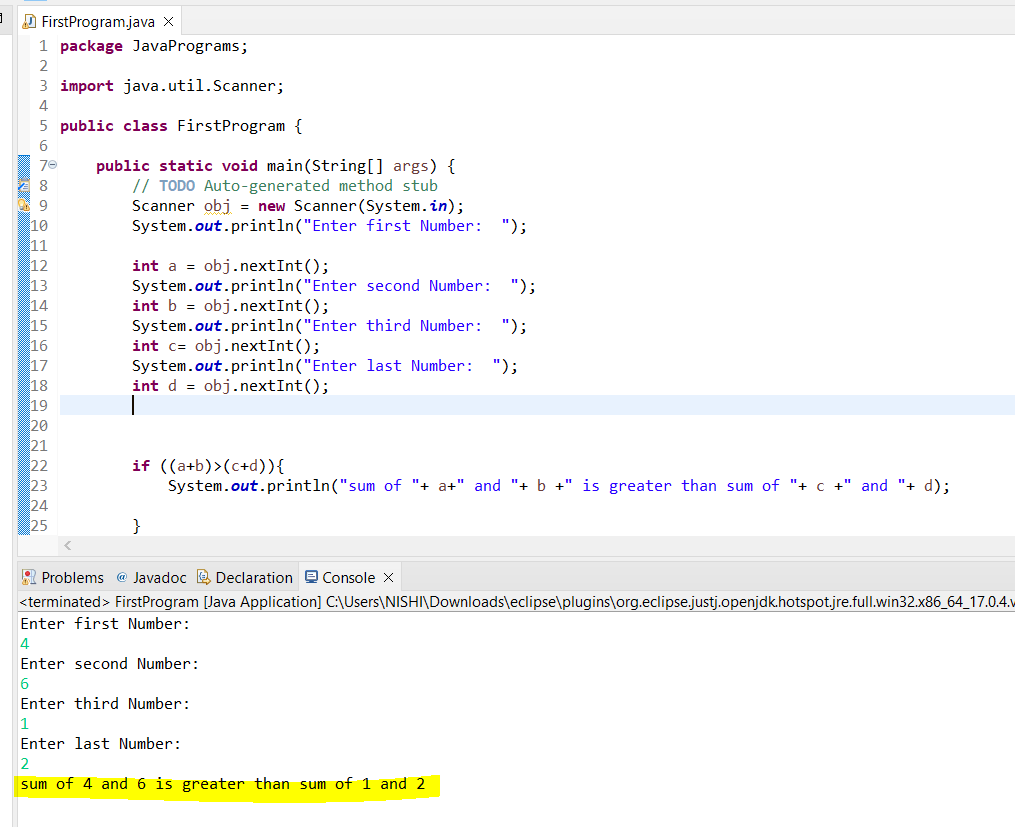 FirstProgram.java
1 package JavaPrograms;
2
3 import java.util.Scanner;
4
5 public class FirstProgram {
6
7 public static void main(String[] args) {
8 // TODO Auto-generated method stub
9 Scanner obj = new Scanner(System.in);
10 System.out.println("Enter first Number:  ");
11
12 int a = obj.nextInt();
13 System.out.println("Enter second Number:  ");
14 int b = obj.nextInt();
15 System.out.println("Enter third Number:  ");
16 int c= obj.nextInt();
17 System.out.println("Enter last Number:  ");
18 int d = obj.nextInt();
19
20
21
22 if ((a+b)>(c+d)){
23 System.out.println("sum of "+ a+" and "+ b +" is greater than sum of "+ c +" and "+ d);
24
25 }
Problems @ Javadoc Declaration Console
<terminated> FirstProgram [Java Application] C:\Users\NISHI\Downloads\eclipse\plugins\org.eclipse.justj.openjdk.hotspot.jre.full.win32.x86_64_17.0.4.v
Enter first Number:
4
Enter second Number:
6
Enter third Number:
1
Enter last Number:
2
sum of 4 and 6 is greater than sum of 1 and 2